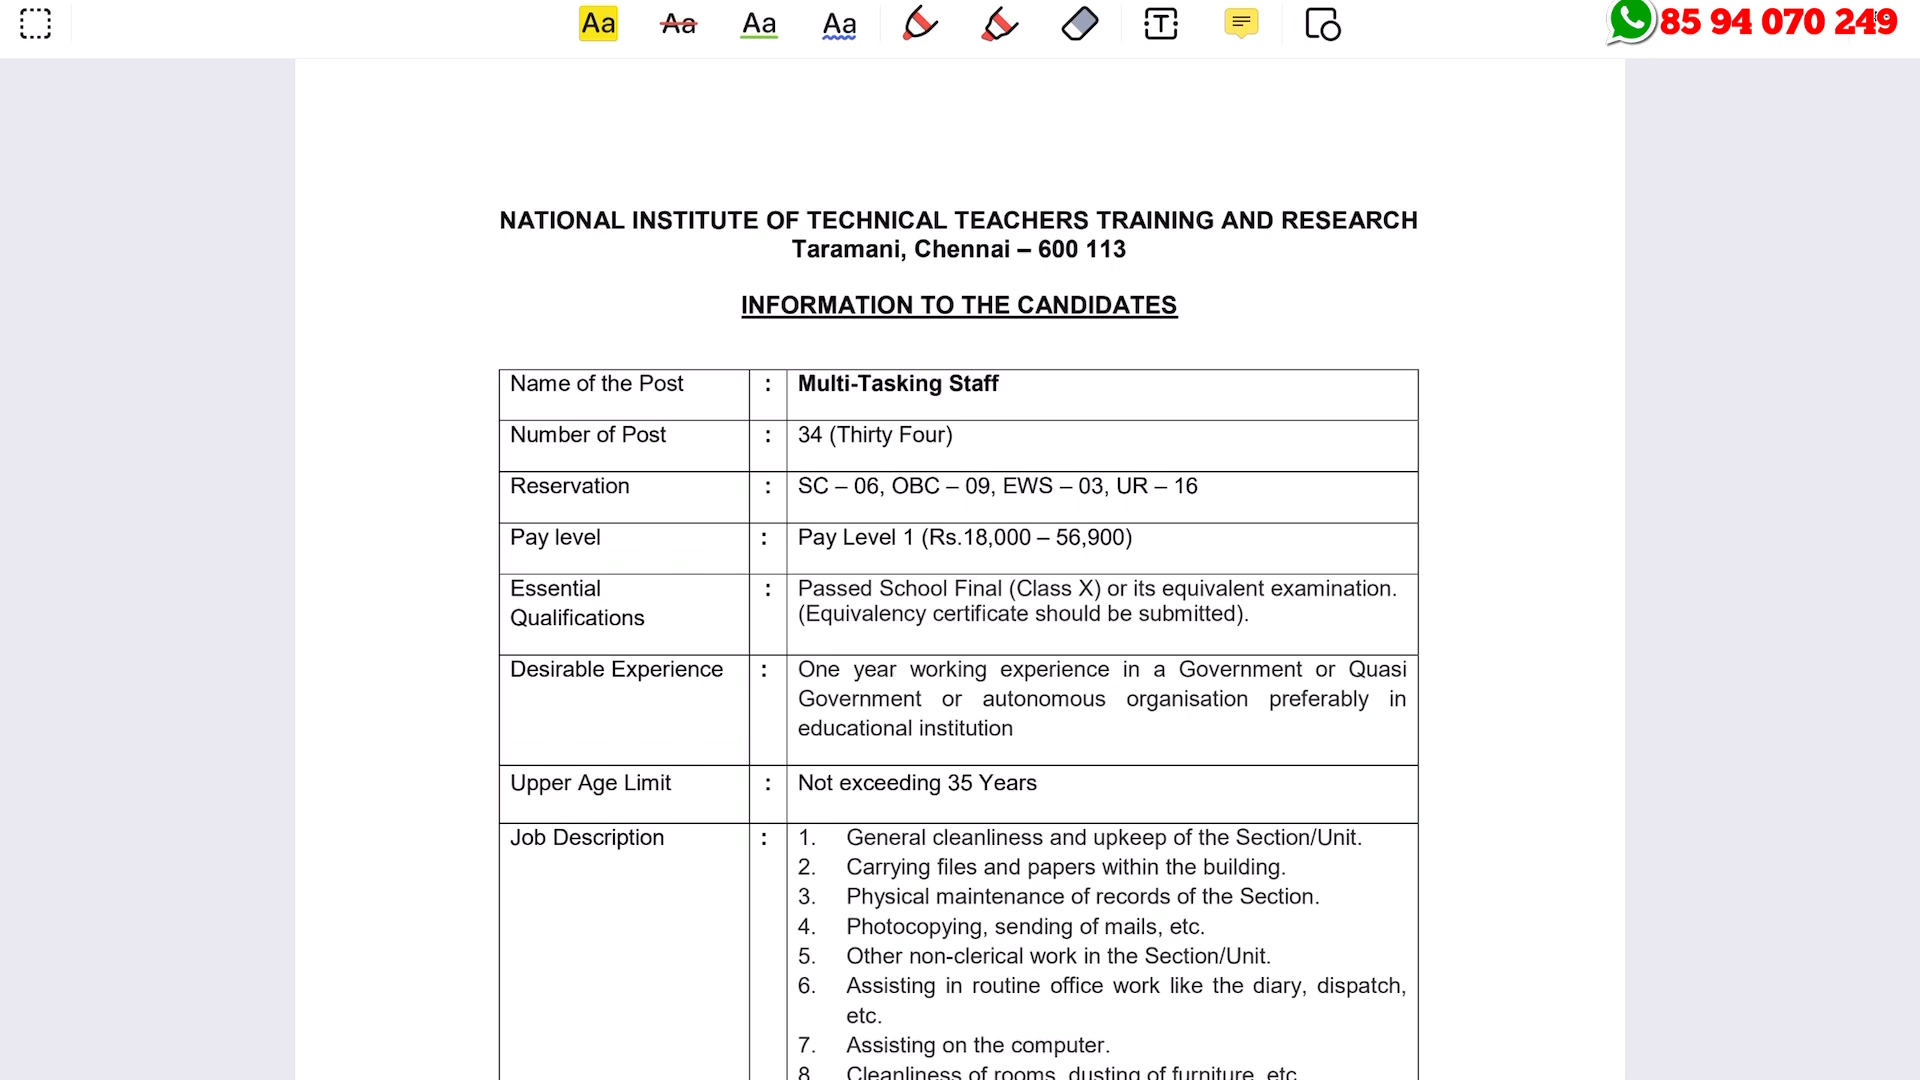 Aa Aa Aa Aa T
85 94 070 249
NATIONAL INSTITUTE OF TECHNICAL TEACHERS TRAINING AND RESEARCH
Taramani, Chennai – 600 113
INFORMATION TO THE CANDIDATES
Name of the Post : Multi-Tasking Staff
Number of Post : 34 (Thirty Four)
Reservation : SC – 06, OBC – 09, EWS – 03, UR – 16
Pay level : Pay Level 1 (Rs.18,000 – 56,900)
Essential : Passed School Final (Class X) or its equivalent examination.
Qualifications (Equivalency certificate should be submitted).
Desirable Experience : One year working experience in a Government or Quasi
Government or autonomous organisation preferably in
educational institution
Upper Age Limit : Not exceeding 35 Years
Job Description : 1. General cleanliness and upkeep of the Section/Unit.
2. Carrying files and papers within the building.
3. Physical maintenance of records of the Section.
4. Photocopying, sending of mails, etc.
5. Other non-clerical work in the Section/Unit.
6. Assisting in routine office work like the diary, dispatch,
etc.
7. Assisting on the computer.
8. Cleanliness of rooms, dusting of furniture, etc.